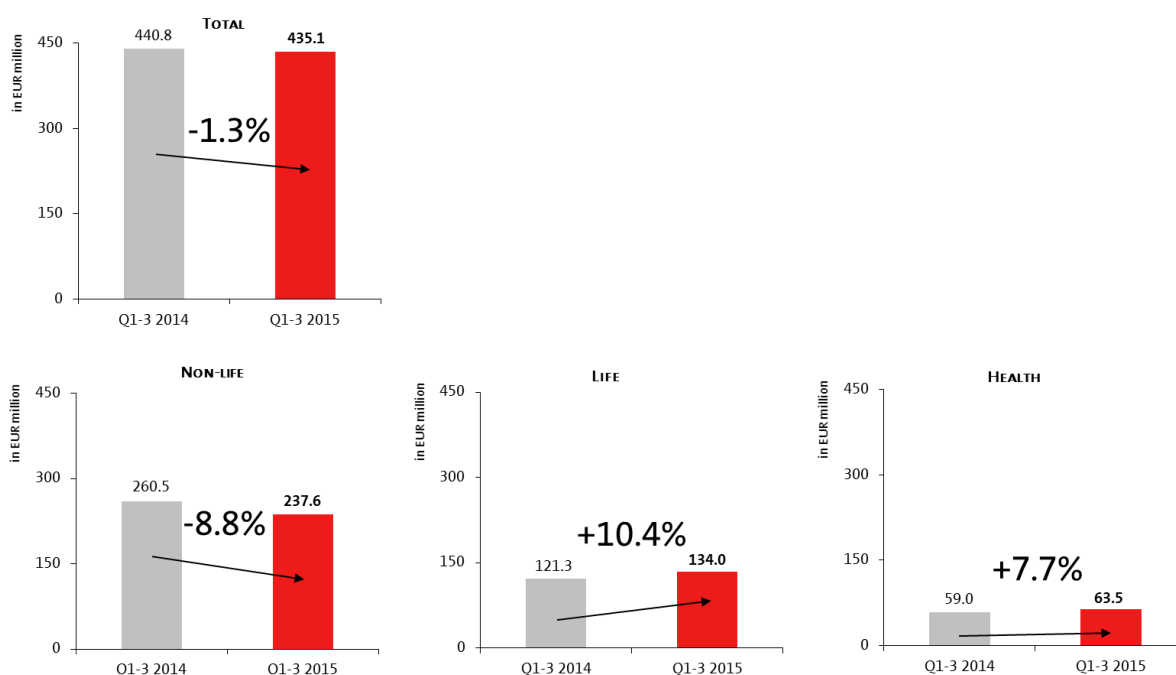 TOTAL
in EUR million
450
300
150
0
440.8
435.1
-1.3%
Q1-3 2014
Q1-3 2015
NON-LIFE
in EUR million
450
300
150
0
260.5
237.6
-8.8%
Q1-3 2014
Q1-3 2015
LIFE
in EUR million
450
300
150
0
121.3
134.0
+10.4%
Q1-3 2014
Q1-3 2015
HEALTH
in EUR million
450
300
150
0
59.0
63.5
+7.7%
Q1-3 2014
Q1-3 2015